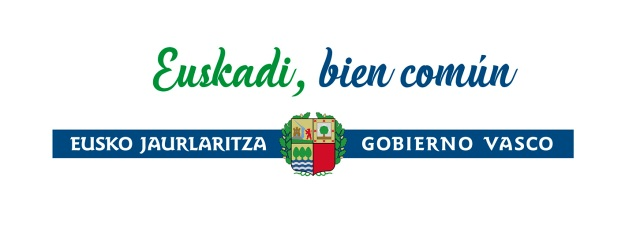 Euskadi, bien común
EUSKO JAURLARITZA GOBIERNO VASCO